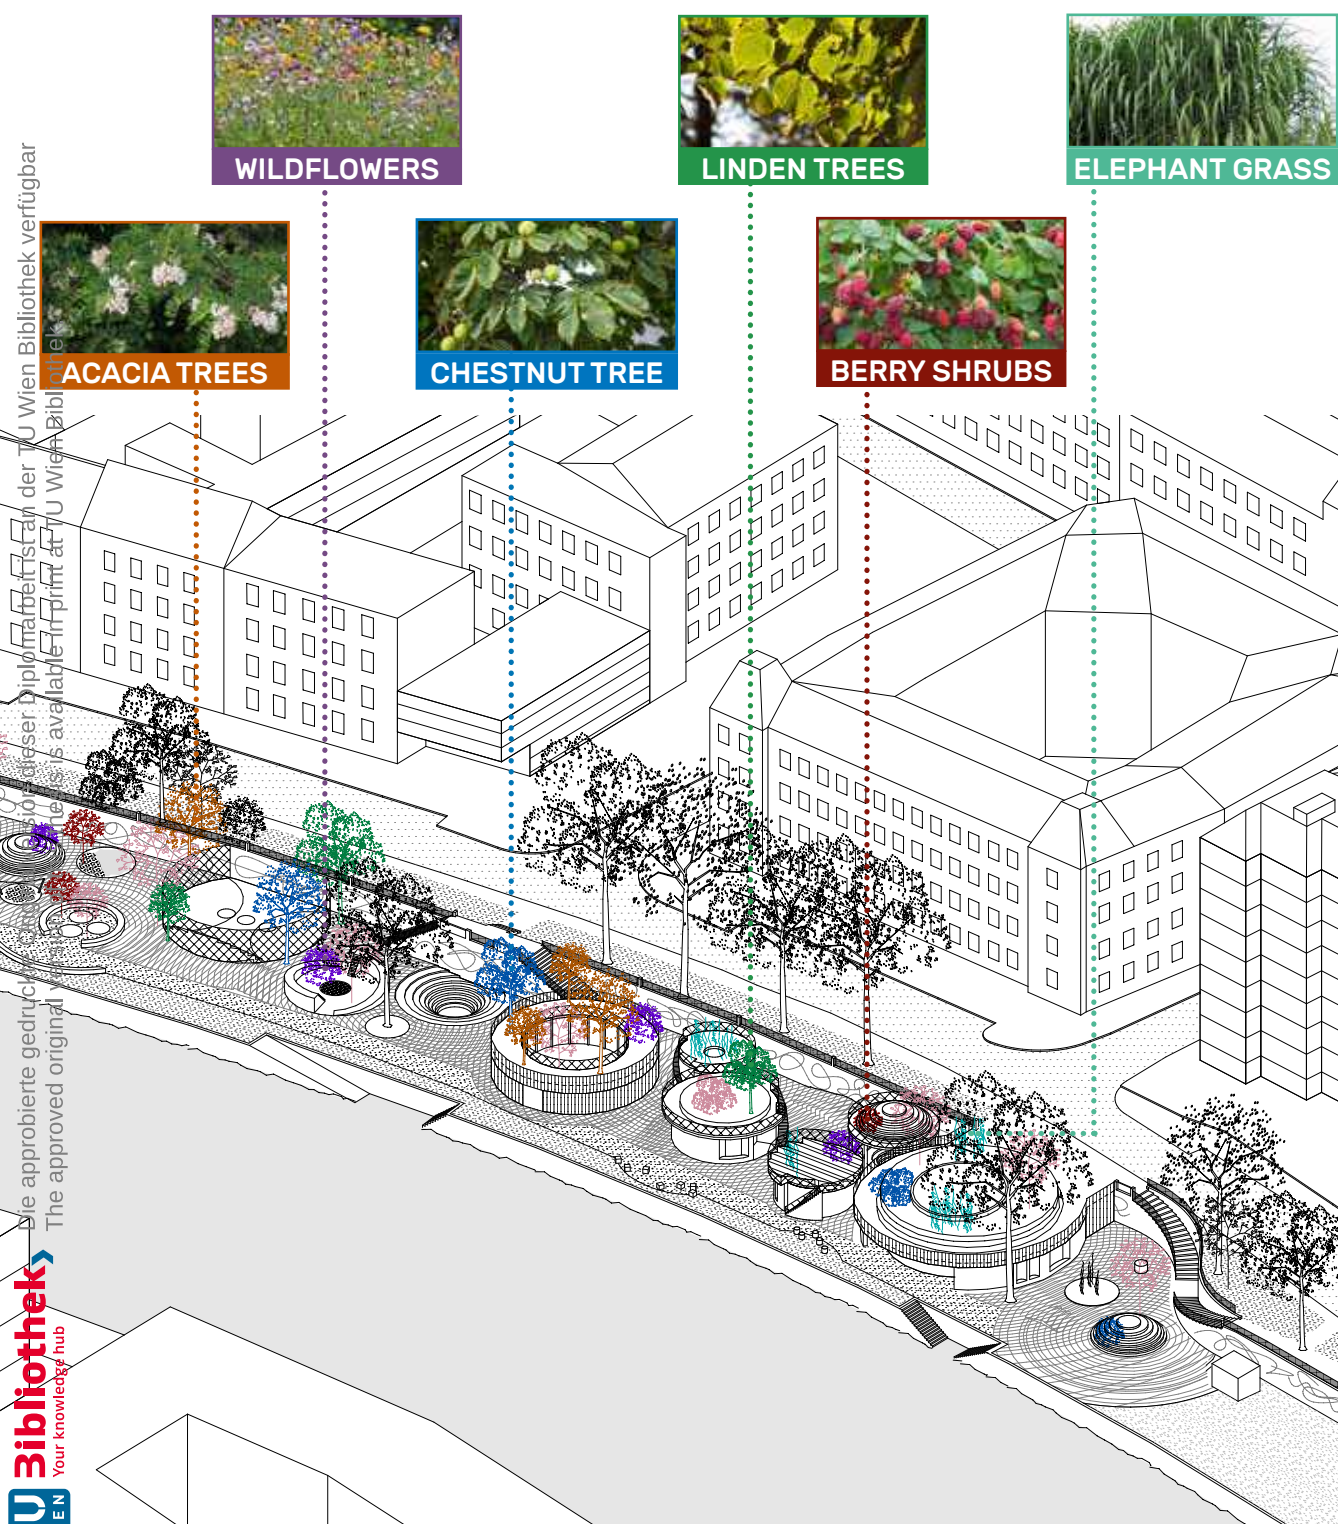 WILDFLOWERS
LINDEN TREES
ELEPHANT GRASS
ACACIA TREES
CHESTNUT TREE
BERRY SHRUBS
Die approbierte gedruckte Originalversion dieser Diplomarbeit ist an der TU Wien Bibliothek verfügbar
The approved original version of this thesis is available in print at TU Wien Bibliothek.
Bibliothek
Your knowledge hub
U
EN